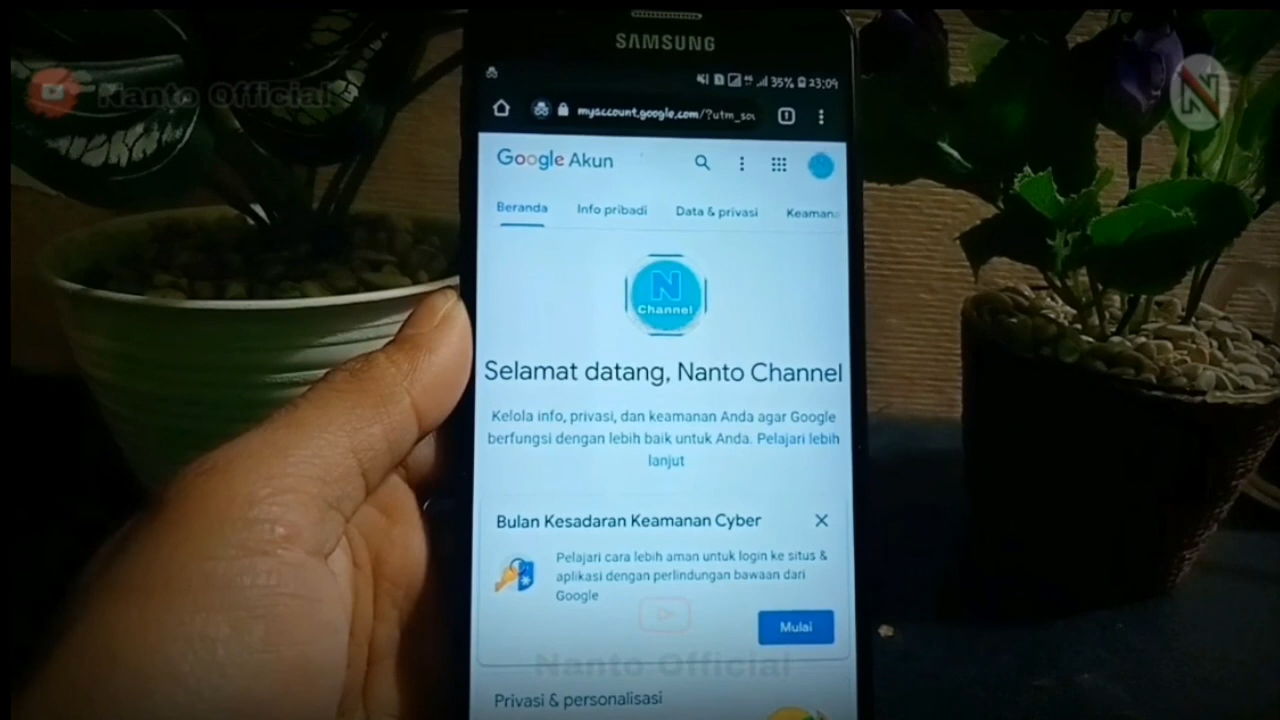 Nanto Official
N
SAMSUNG
35% 23:09
myaccount.google.com/?utm_sou
Google Akun
Beranda Info pribadi Data & privasi Keamana
N
Channel
Selamat datang, Nanto Channel
Kelola info, privasi, dan keamanan Anda agar Google
berfungsi dengan lebih baik untuk Anda. Pelajari lebih
lanjut
Bulan Kesadaran Keamanan Cyber
Pelajari cara lebih aman untuk login ke situs &
aplikasi dengan perlindungan bawaan dari
Google
Mulai
Nanto Official
Privasi & personalisasi